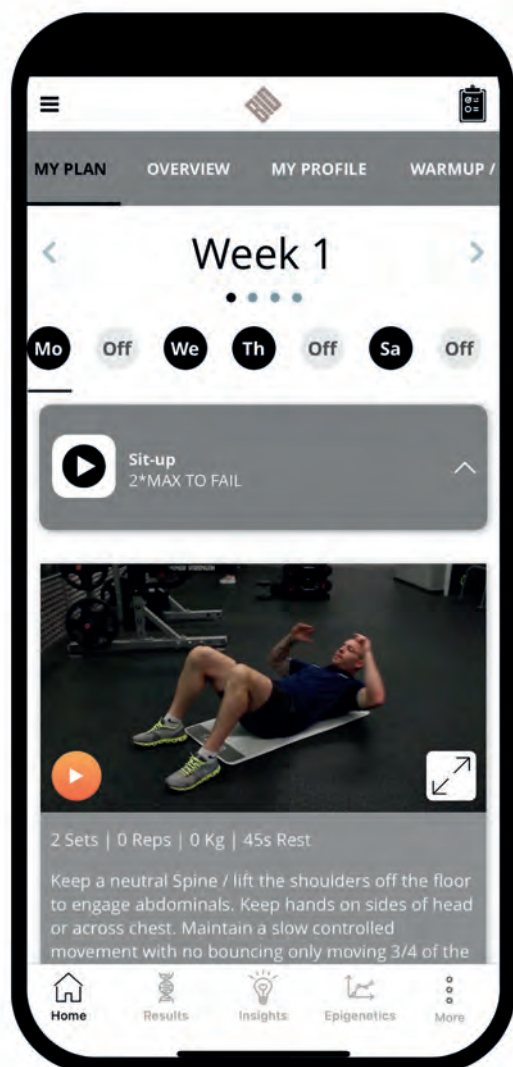 MY PLAN OVERVIEW MY PROFILE WARMUP /
Week 1
Mo Off We Th Off Sa Off
Sit-up
2*MAX TO FAIL
2 Sets | 0 Reps | 0 Kg | 45s Rest
Keep a neutral Spine / lift the shoulders off the floor
to engage abdominals. Keep hands on sides of head
or across chest. Maintain a slow controlled
movement with no bouncing only moving 3/4 of the
Home Results Insights Epigenetics More